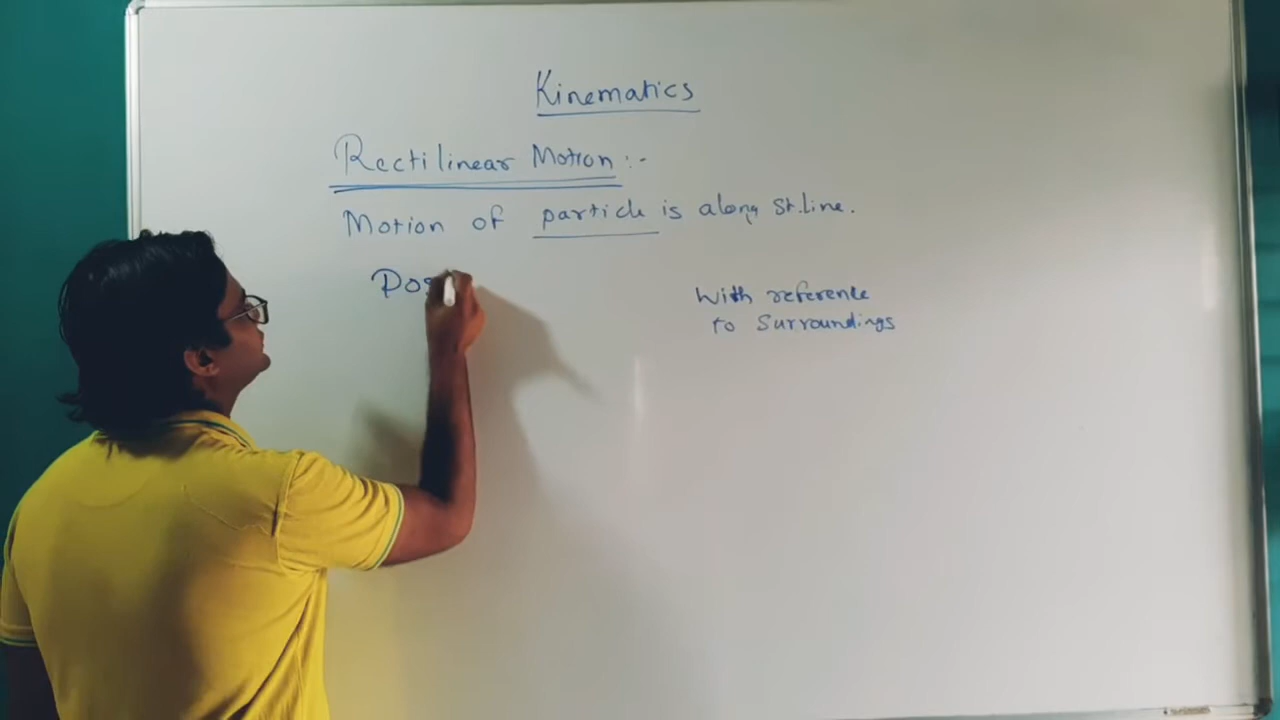 Kinematics
Rectilinear Motion :-
Motion of particle is along st.line.
Pos
With reference
to Surroundings